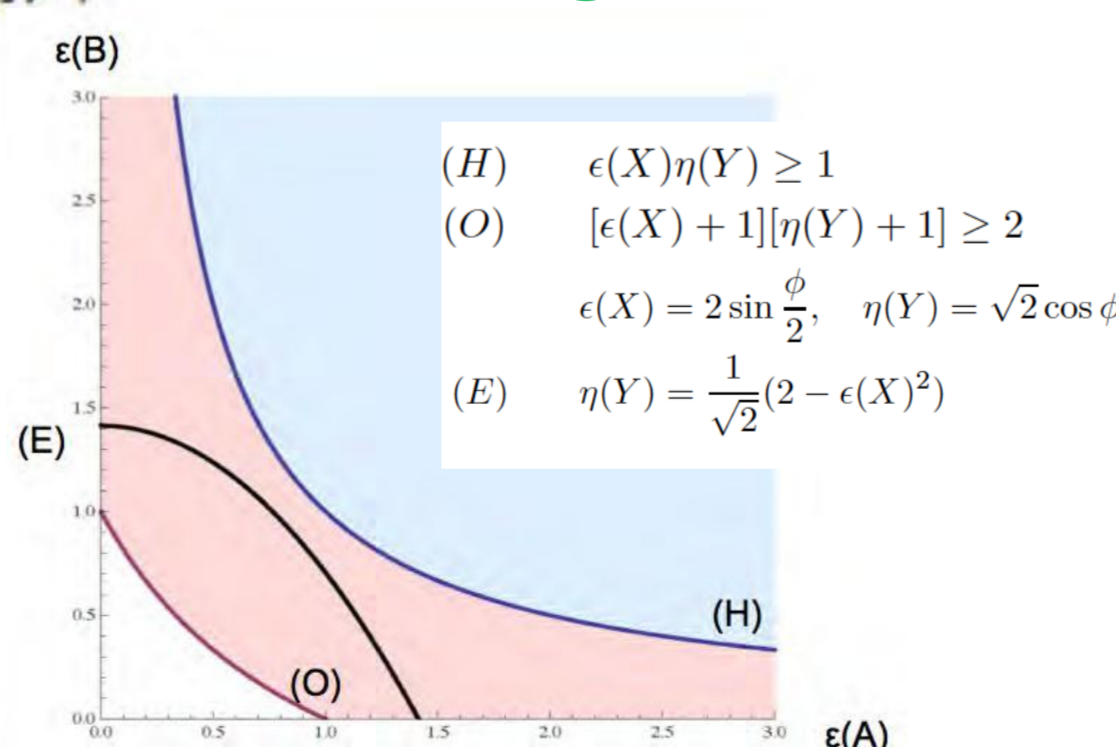 ε(B)
3.0
2.5
2.0
1.5
1.0
0.5
0.0
(E)
(H) ϵ(X)η(Y) ≥ 1
(O) [ϵ(X) + 1][η(Y) + 1] ≥ 2
ϵ(X) = 2 sin ϕ/2, η(Y) = √2 cos ϕ
(E) η(Y) = 1/√2 (2 − ϵ(X)²)
(H)
(O)
0.0 0.5 1.0 1.5 2.0 2.5 3.0
ε(A)